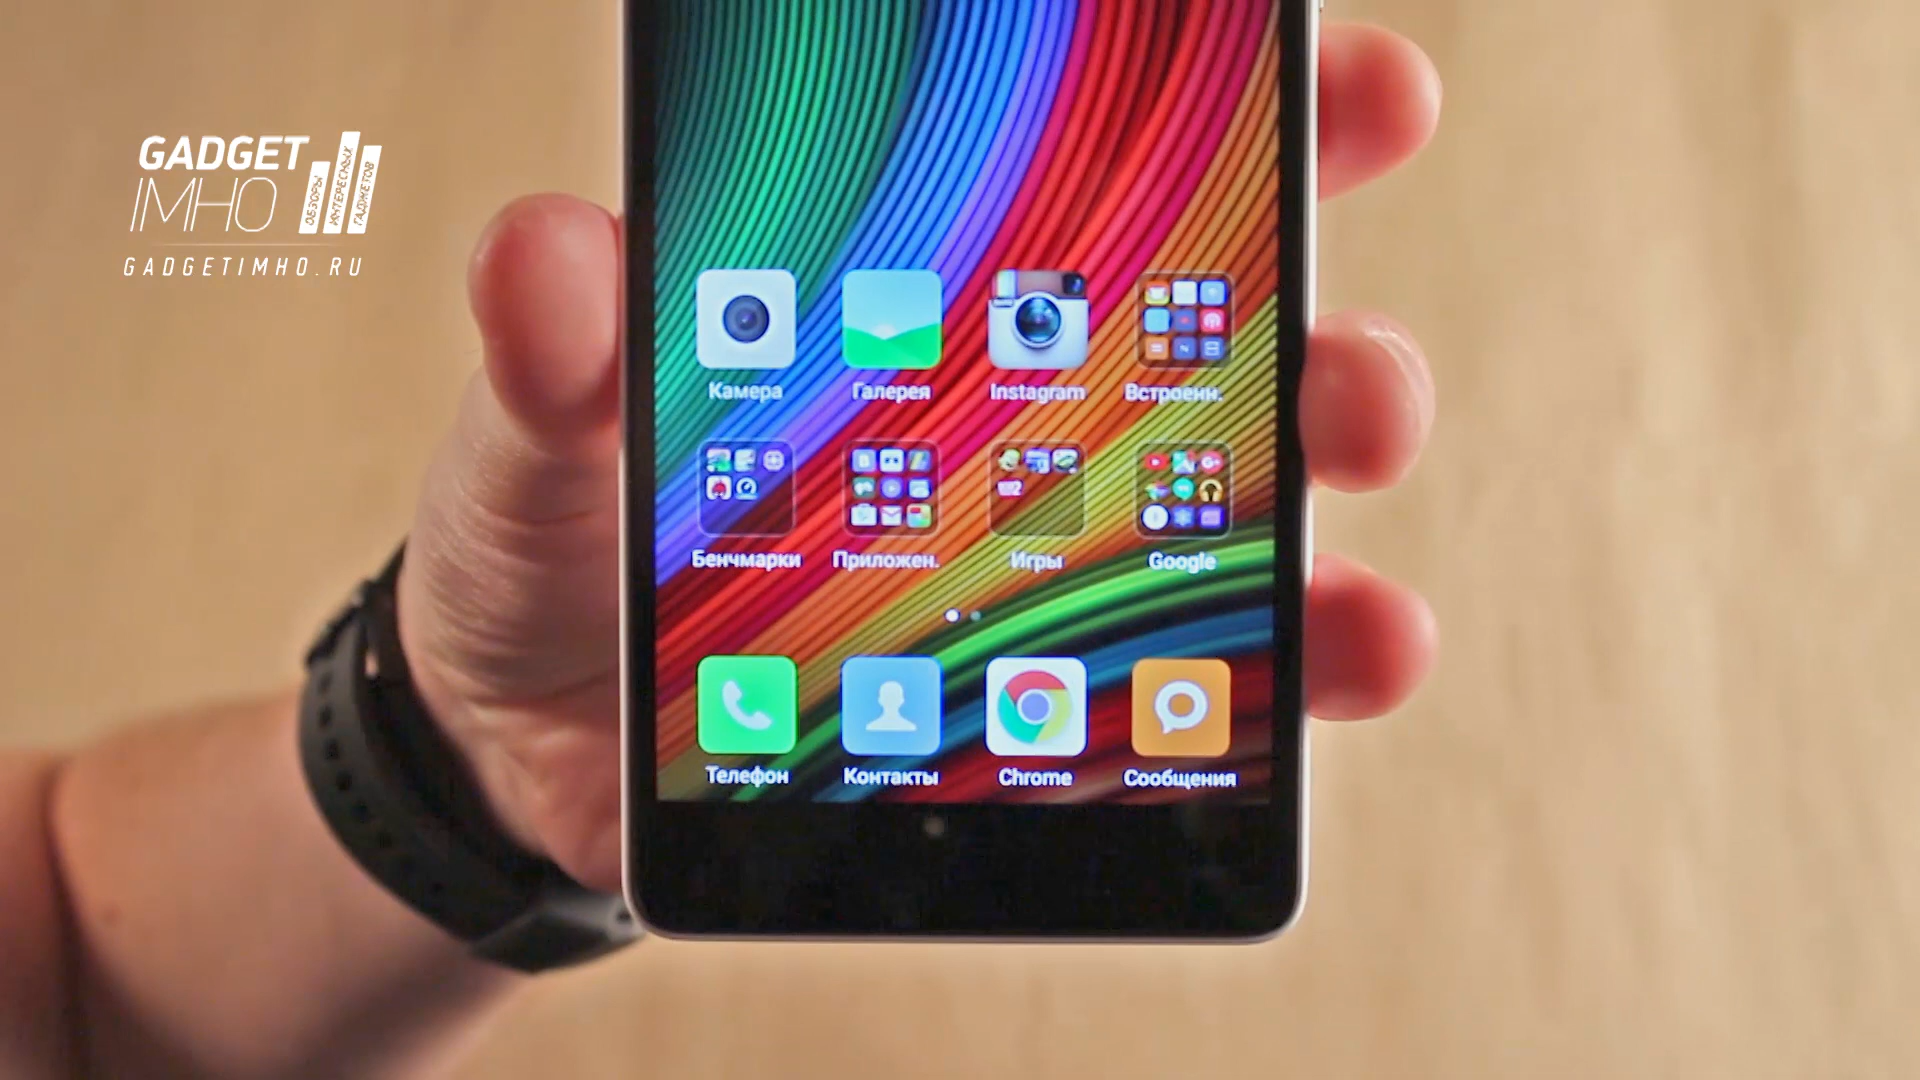 GADGET
IMHO
ОБЗОРЫ
ИНТЕРЕСНЫХ
ГАДЖЕТОВ
GADGETIMHO.RU
Камера Галерея Instagram Встроенн.
Бенчмарки Приложен. Игры Google
Телефон Контакты Chrome Сообщения